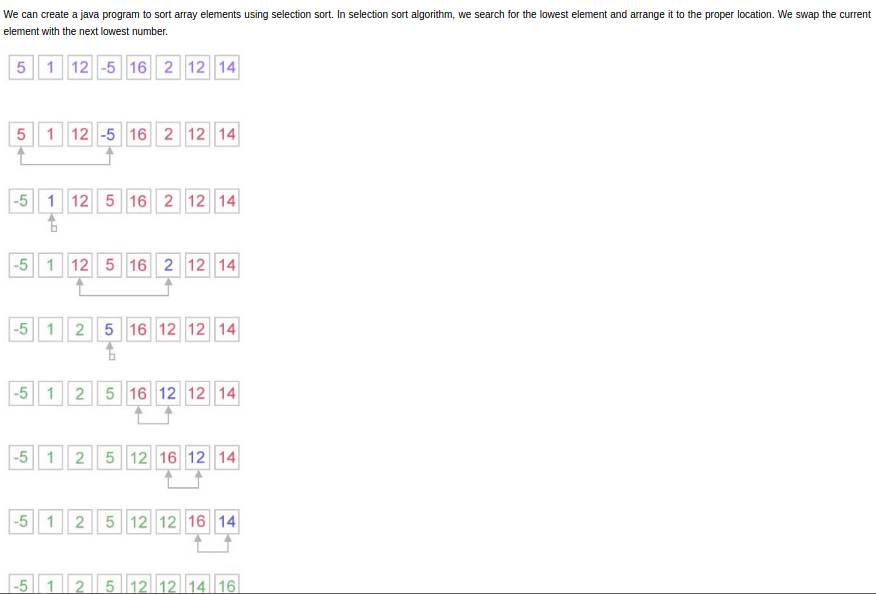 We can create a java program to sort array elements using selection sort. In selection sort algorithm, we search for the lowest element and arrange it to the proper location. We swap the current
element with the next lowest number.
5 1 12 -5 16 2 12 14
5 1 12 -5 16 2 12 14
-5 1 12 5 16 2 12 14
-5 1 12 5 16 2 12 14
-5 1 2 5 16 12 12 14
-5 1 2 5 16 12 12 14
-5 1 2 5 12 16 12 14
-5 1 2 5 12 12 16 14
-5 1 2 5 12 12 14 16